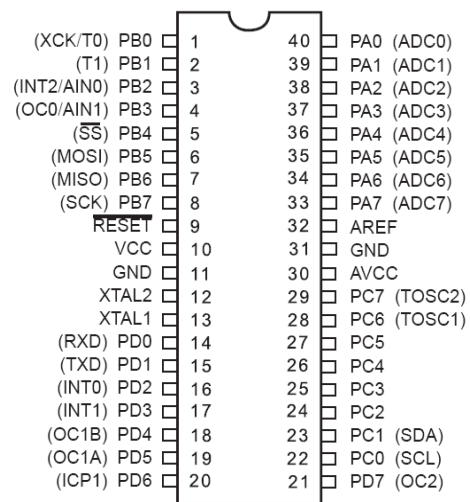 (XCK/T0) PB0 1 40 PA0 (ADC0)
(T1) PB1 2 39 PA1 (ADC1)
(INT2/AIN0) PB2 3 38 PA2 (ADC2)
(OC0/AIN1) PB3 4 37 PA3 (ADC3)
(SS) PB4 5 36 PA4 (ADC4)
(MOSI) PB5 6 35 PA5 (ADC5)
(MISO) PB6 7 34 PA6 (ADC6)
(SCK) PB7 8 33 PA7 (ADC7)
RESET 9 32 AREF
VCC 10 31 GND
GND 11 30 AVCC
XTAL2 12 29 PC7 (TOSC2)
XTAL1 13 28 PC6 (TOSC1)
(RXD) PD0 14 27 PC5
(TXD) PD1 15 26 PC4
(INT0) PD2 16 25 PC3
(INT1) PD3 17 24 PC2
(OC1B) PD4 18 23 PC1 (SDA)
(OC1A) PD5 19 22 PC0 (SCL)
(ICP1) PD6 20 21 PD7 (OC2)